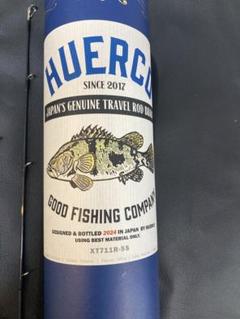 HUERCO
SINCE 2017
JAPAN'S GENUINE TRAVEL ROD
GOOD FISHING COMPANY
DESIGNED & BOTTLED 2024 IN JAPAN BY HUERCO
USING BEST MATERIAL ONLY.
XT711R-5S